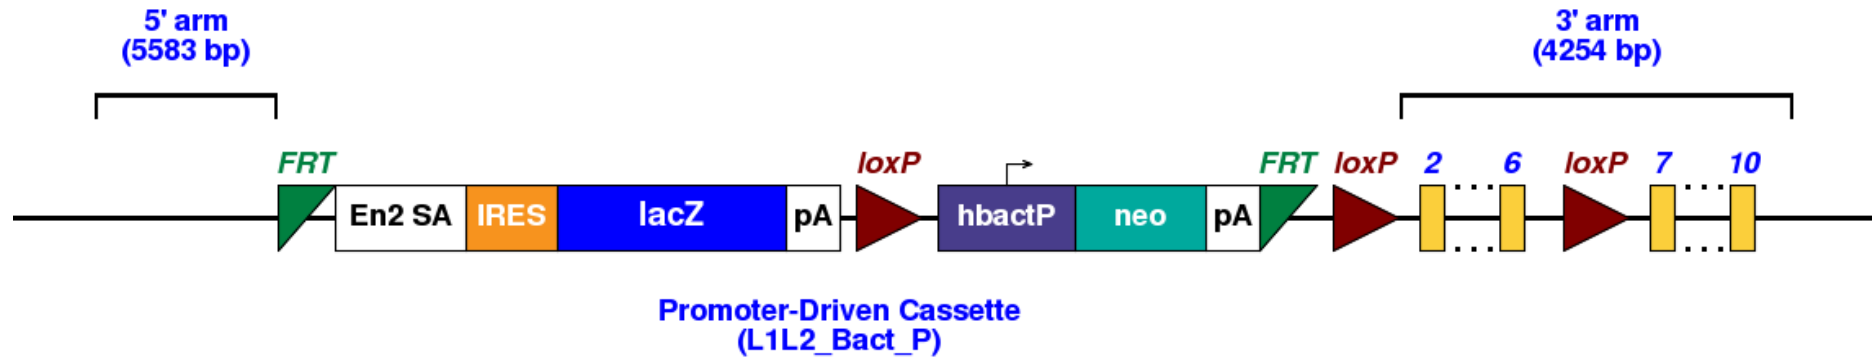 5' arm
(5583 bp)
3' arm
(4254 bp)
FRT loxP FRT loxP 2 6 loxP 7 10
En2 SA IRES lacZ pA hbactP neo pA
Promoter-Driven Cassette
(L1L2_Bact_P)